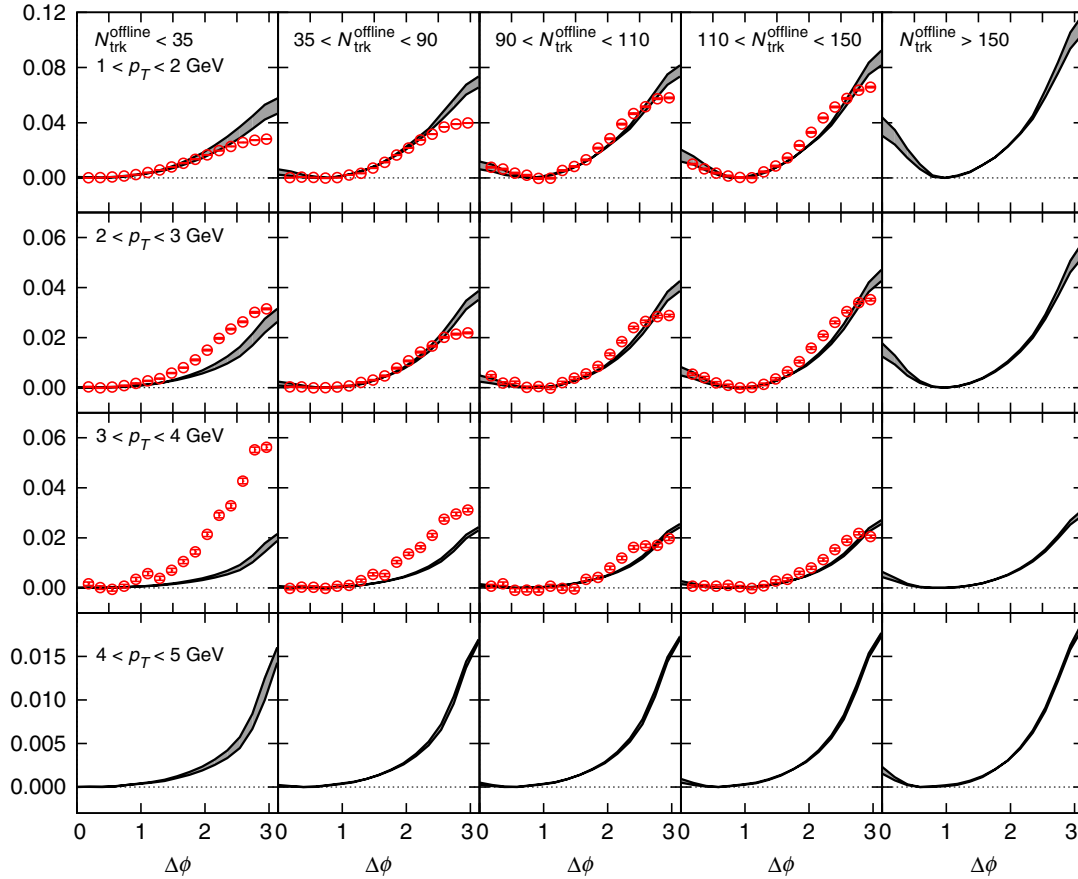 0.12
0.08
0.04
0.00
N_trk^offline < 35
1 < p_T < 2 GeV
35 < N_trk^offline < 90
90 < N_trk^offline < 110
110 < N_trk^offline < 150
N_trk^offline > 150
0.06
0.04
0.02
0.00
2 < p_T < 3 GeV
0.06
0.04
0.02
0.00
3 < p_T < 4 GeV
0.015
0.010
0.005
0.000
4 < p_T < 5 GeV
0 1 2 3 0 1 2 3 0 1 2 3 0 1 2 3 0 1 2 3
Δϕ Δϕ Δϕ Δϕ Δϕ